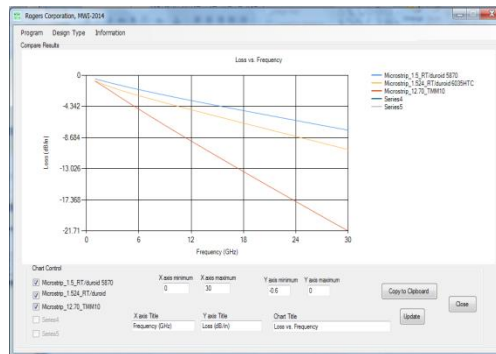 Rogers Corporation, MWI-2014
Program Design Type Information
Compare Results
Loss vs. Frequency
0
-4.342
-8.684
-13.026
-17.368
-21.71
Loss (dB/in)
0 6 12 18 24 30
Frequency (GHz)
Microstrip_1.5_RT/duroid 5870
Microstrip_1.524_RT/duroid 6035HTC
Microstrip_12.70_TMM10
Series4
Series5
Chart Control
Microstrip_1.5_RT/duroid 5870
Microstrip_1.524_RT/duroid
Microstrip_12.70_TMM10
Series4
Series5
X axis minimum X axis maximum Y axis minimum Y axis maximum
0 30 -0.6 0
X axis Title Y axis Title Chart Title
Frequency (GHz) Loss (dB/in) Loss vs. Frequency
Copy to Clipboard
Update
Close